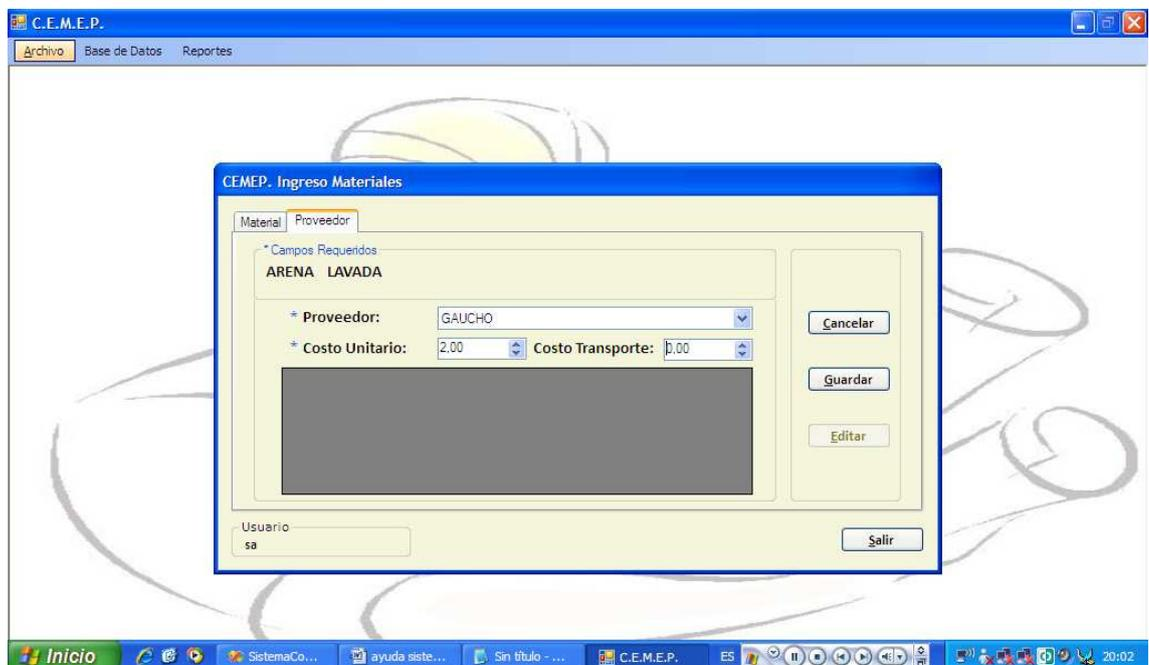 C.E.M.E.P.
Archivo Base de Datos Reportes
CEMEP. Ingreso Materiales
Material Proveedor
* Campos Requeridos
ARENA LAVADA
* Proveedor: GAUCHO
* Costo Unitario: 2,00 Costo Transporte: 0,00
Cancelar
Guardar
Editar
Usuario
sa
Salir
Inicio SistemaCo... ayuda siste... Sin título - ... C.E.M.E.P. ES 20:02